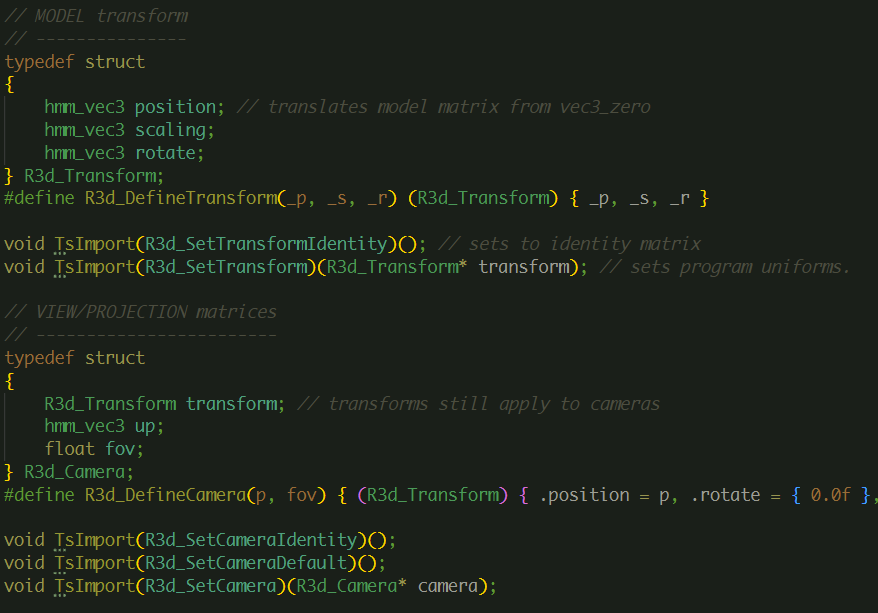 // MODEL transform
// ---------------
typedef struct
{
    hmm_vec3 position; // translates model matrix from vec3_zero
    hmm_vec3 scaling;
    hmm_vec3 rotate;
} R3d_Transform;
#define R3d_DefineTransform(_p, _s, _r) (R3d_Transform) { _p, _s, _r }

void TsImport(R3d_SetTransformIdentity)(); // sets to identity matrix
void TsImport(R3d_SetTransform)(R3d_Transform* transform); // sets program uniforms.

// VIEW/PROJECTION matrices
// ------------------------
typedef struct
{
    R3d_Transform transform; // transforms still apply to cameras
    hmm_vec3 up;
    float fov;
} R3d_Camera;
#define R3d_DefineCamera(p, fov) { (R3d_Transform) { .position = p, .rotate = { 0.0f },

void TsImport(R3d_SetCameraIdentity)();
void TsImport(R3d_SetCameraDefault)();
void TsImport(R3d_SetCamera)(R3d_Camera* camera);